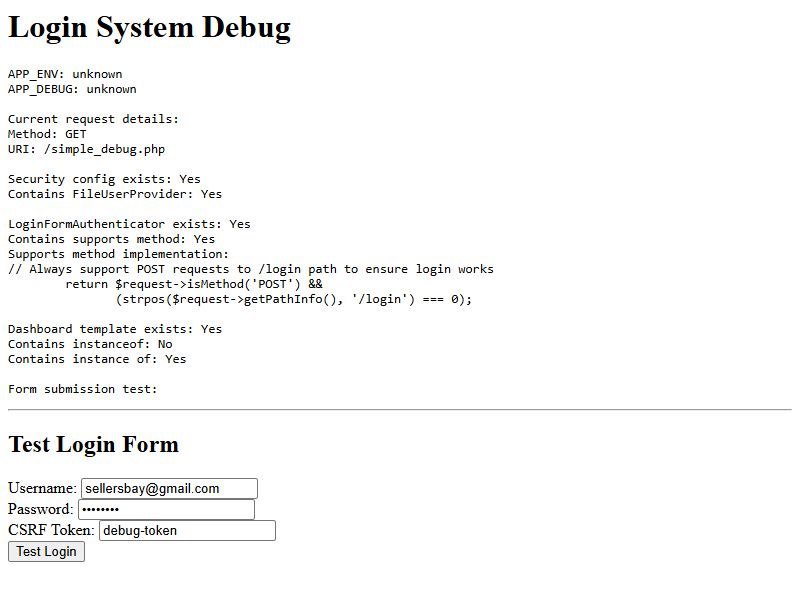 Login System Debug
APP_ENV: unknown
APP_DEBUG: unknown
Current request details:
Method: GET
URI: /simple_debug.php
Security config exists: Yes
Contains FileUserProvider: Yes
LoginFormAuthenticator exists: Yes
Contains supports method: Yes
Supports method implementation:
// Always support POST requests to /login path to ensure login works
return $request->isMethod('POST') &&
(strpos($request->getPathInfo(), '/login') === 0);
Dashboard template exists: Yes
Contains instanceof: No
Contains instance of: Yes
Form submission test:
Test Login Form
Username: sellersbay@gmail.com
Password: ••••••••
CSRF Token: debug-token
Test Login